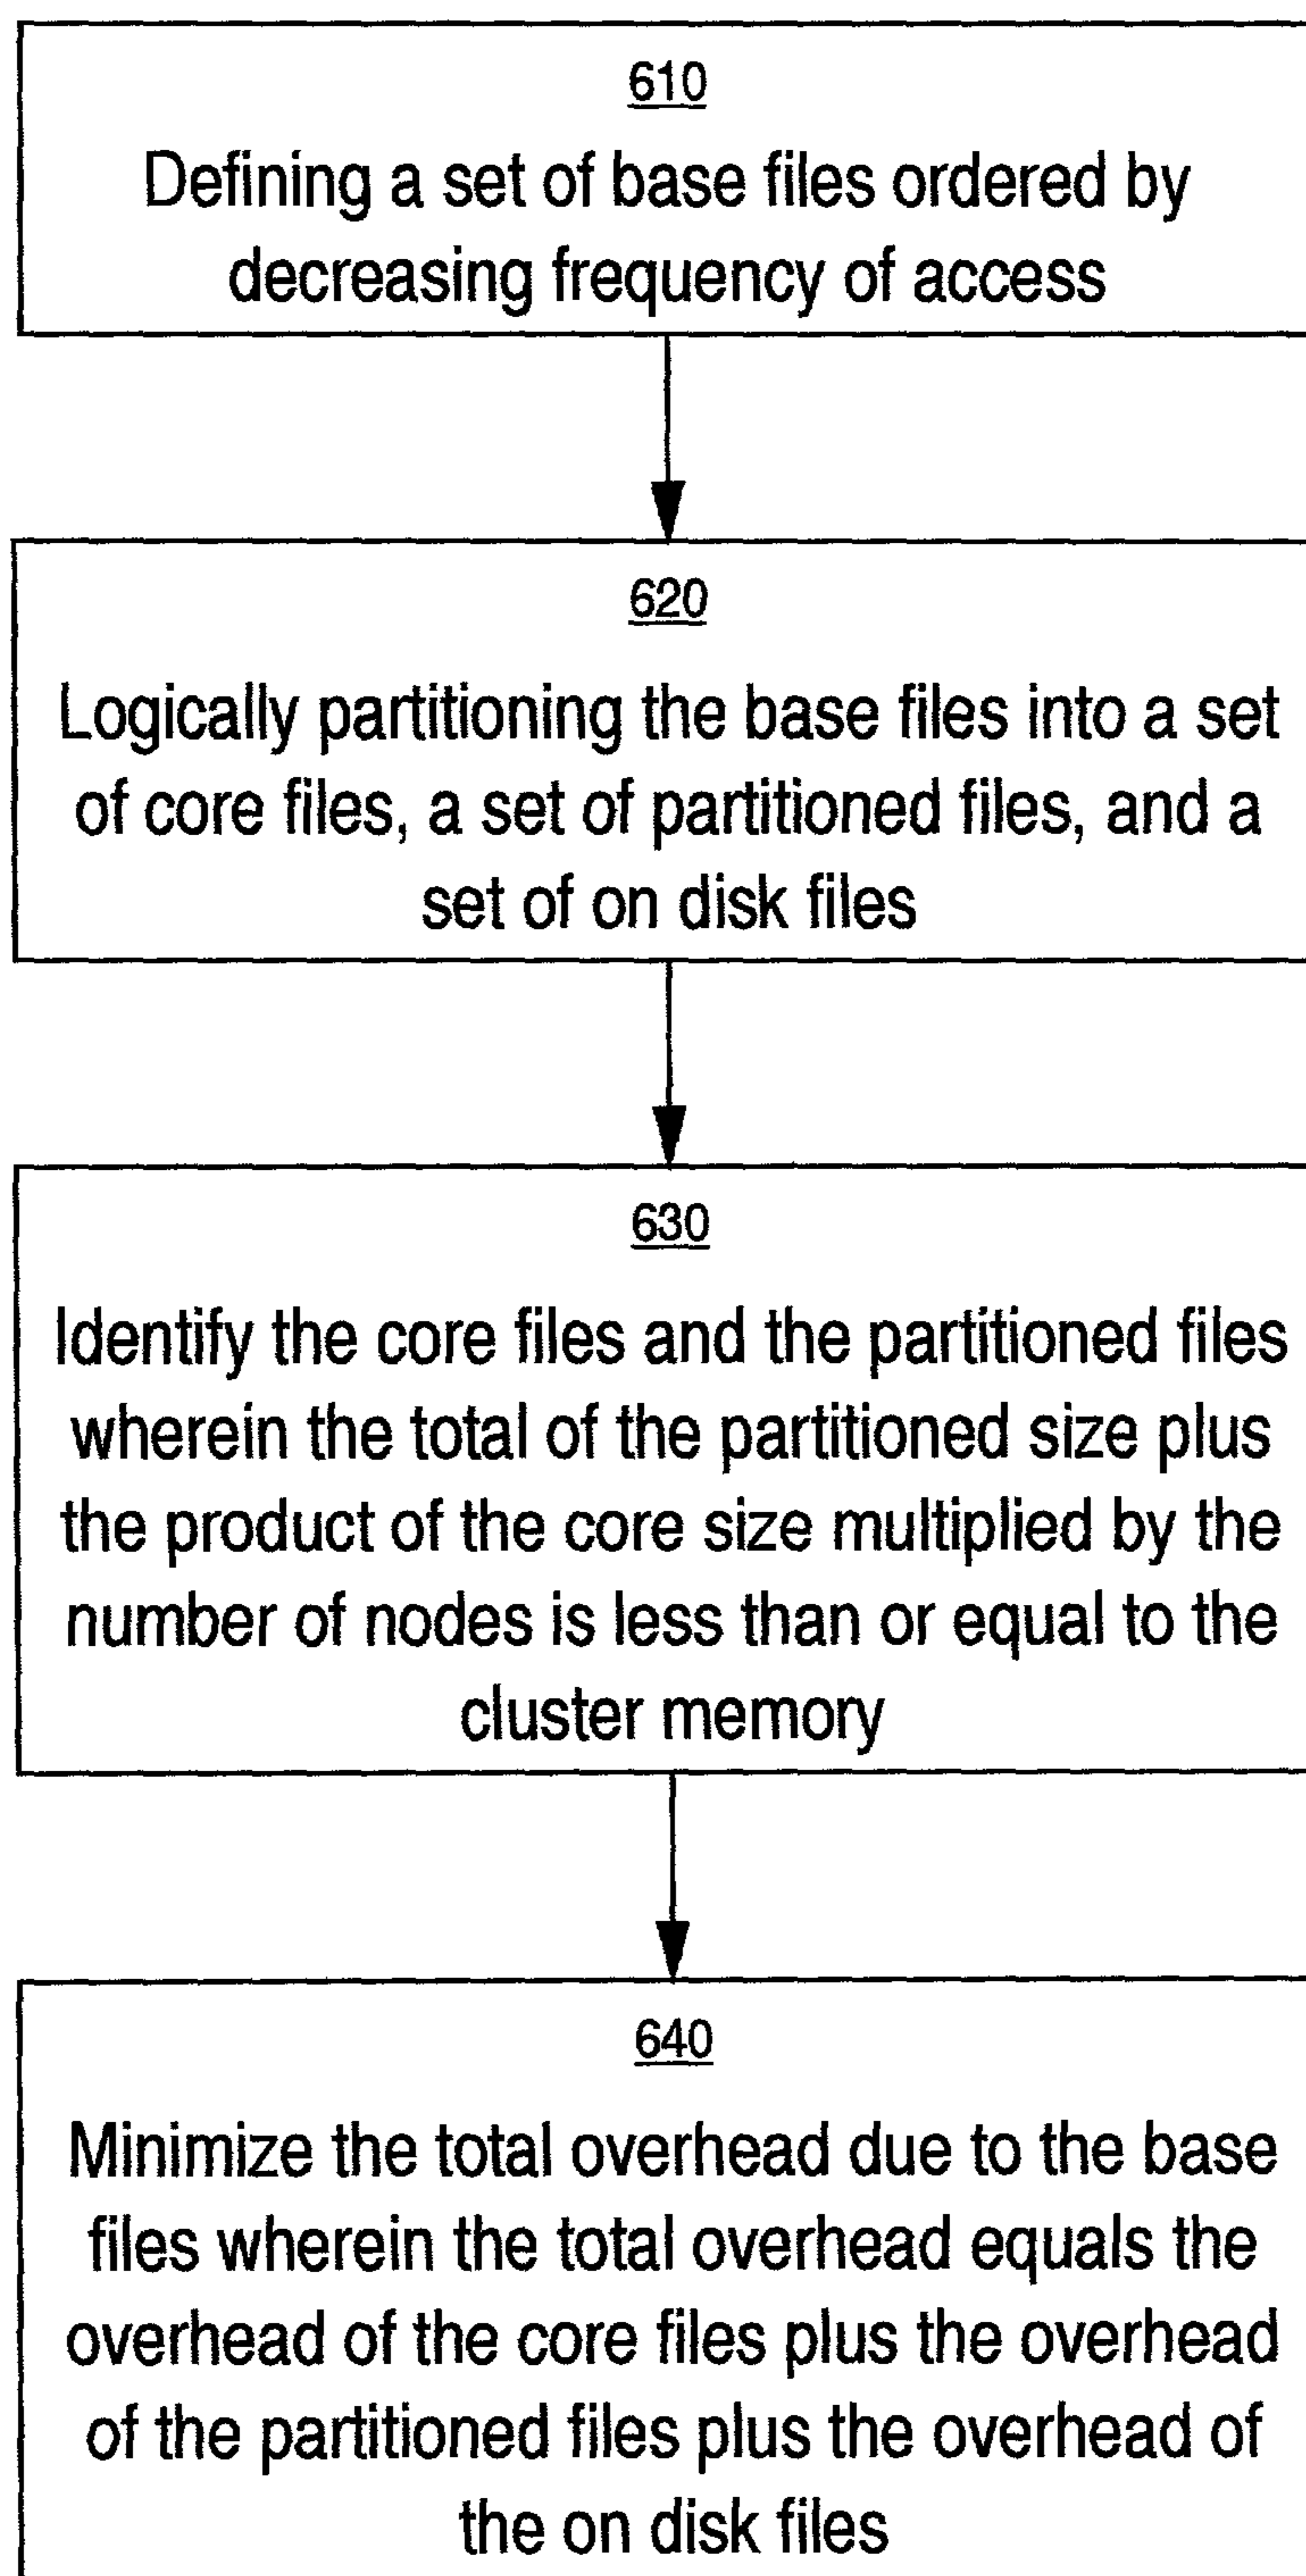 610
Defining a set of base files ordered by
decreasing frequency of access
620
Logically partitioning the base files into a set
of core files, a set of partitioned files, and a
set of on disk files
630
Identify the core files and the partitioned files
wherein the total of the partitioned size plus
the product of the core size multiplied by the
number of nodes is less than or equal to the
cluster memory
640
Minimize the total overhead due to the base
files wherein the total overhead equals the
overhead of the core files plus the overhead
of the partitioned files plus the overhead of
the on disk files